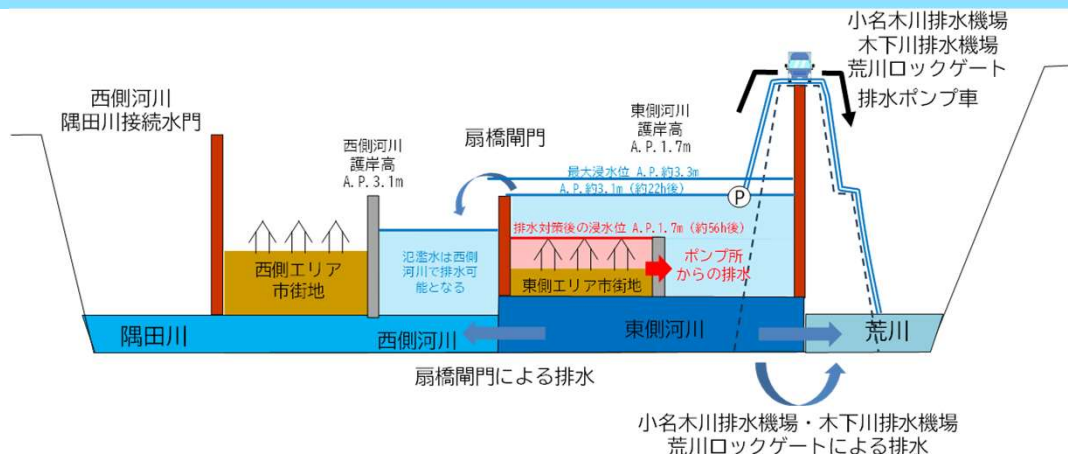 小名木川排水機場
木下川排水機場
荒川ロックゲート
排水ポンプ車
西側河川
隅田川接続水門
西側河川
護岸高
A.P.3.1m
扇橋閘門
東側河川
護岸高
A.P.1.7m
最大浸水位 A.P.約3.3m
A.P.約3.1m（約22h後）
P
排水対策後の浸水位 A.P.1.7m（約56h後）
西側エリア
市街地
氾濫水は西側
河川で排水可
能となる
東側エリア市街地
ポンプ所
からの排水
隅田川
西側河川
東側河川
荒川
扇橋閘門による排水
小名木川排水機場・木下川排水機場
荒川ロックゲートによる排水